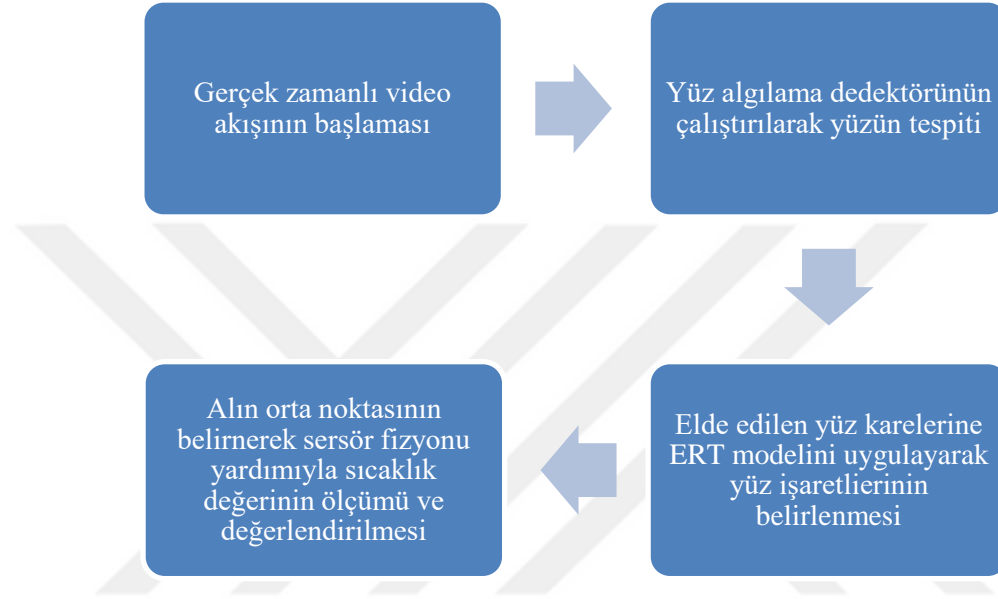 Gerçek zamanlı video
akışının başlaması
Yüz algılama dedektörünün
çalıştırılarak yüzün tespiti
Elde edilen yüz karelerine
ERT modelini uygulayarak
yüz işaretlierinin
belirlenmesi
Alın orta noktasının
belirnerek sersör fizyonu
yardımıyla sıcaklık
değerinin ölçümü ve
değerlendirilmesi